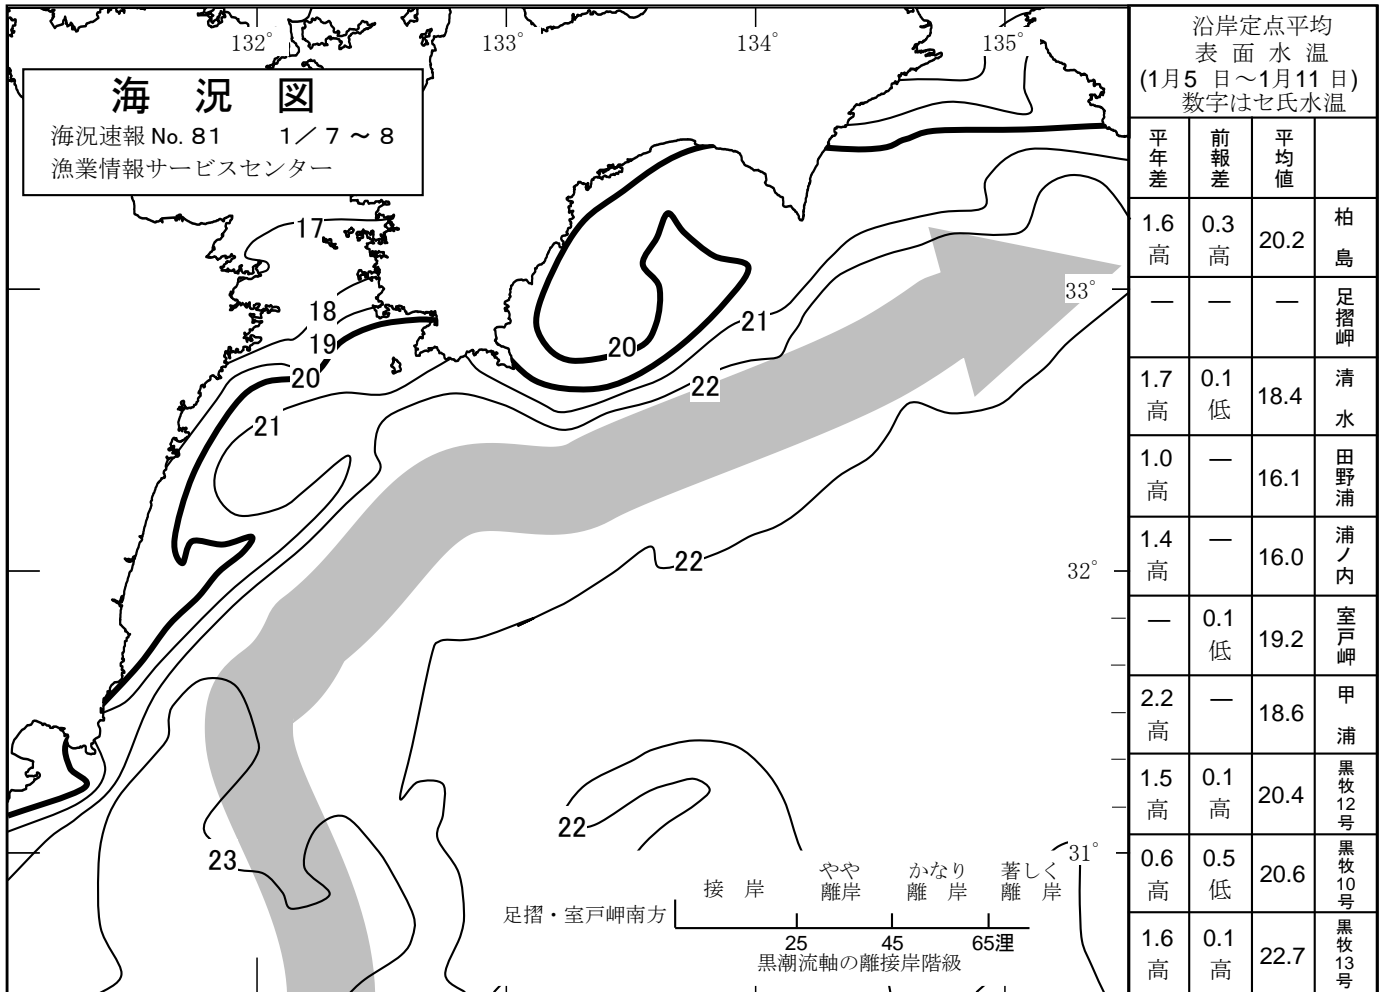 132°
133°
134°
135°
海 況 図
海況速報 No. 81 1／7～8
漁業情報サービスセンター
17
18
19
20
21
20
21
22
33°
32°
22
31°
22
23
接 岸
やや
離岸
かなり
離 岸
著しく
離 岸
足摺・室戸岬南方
25 45 65浬
黒潮流軸の離接岸階級
沿岸定点平均
表 面 水 温
(1月5 日～1月11 日)
数字はセ氏水温
平年差 前報差 平均値
1.6高 0.3高 20.2 柏島
― ― ― 足摺岬
1.7高 0.1低 18.4 清水
1.0高 ― 16.1 田野浦
1.4高 ― 16.0 浦ノ内
― 0.1低 19.2 室戸岬
2.2高 ― 18.6 甲浦
1.5高 0.1高 20.4 黒牧12号
0.6高 0.5低 20.6 黒牧10号
1.6高 0.1高 22.7 黒牧13号